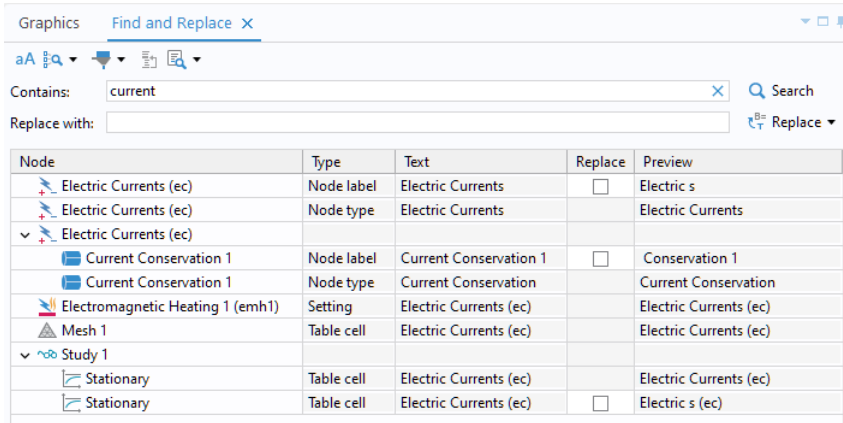 Graphics Find and Replace
aA
Contains: current Search
Replace with: Replace
Node Type Text Replace Preview
Electric Currents (ec) Node label Electric Currents Electric s
Electric Currents (ec) Node type Electric Currents Electric Currents
Electric Currents (ec)
Current Conservation 1 Node label Current Conservation 1 Conservation 1
Current Conservation 1 Node type Current Conservation Current Conservation
Electromagnetic Heating 1 (emh1) Setting Electric Currents (ec) Electric Currents (ec)
Mesh 1 Table cell Electric Currents (ec) Electric Currents (ec)
Study 1
Stationary Table cell Electric Currents (ec) Electric Currents (ec)
Stationary Table cell Electric Currents (ec) Electric s (ec)